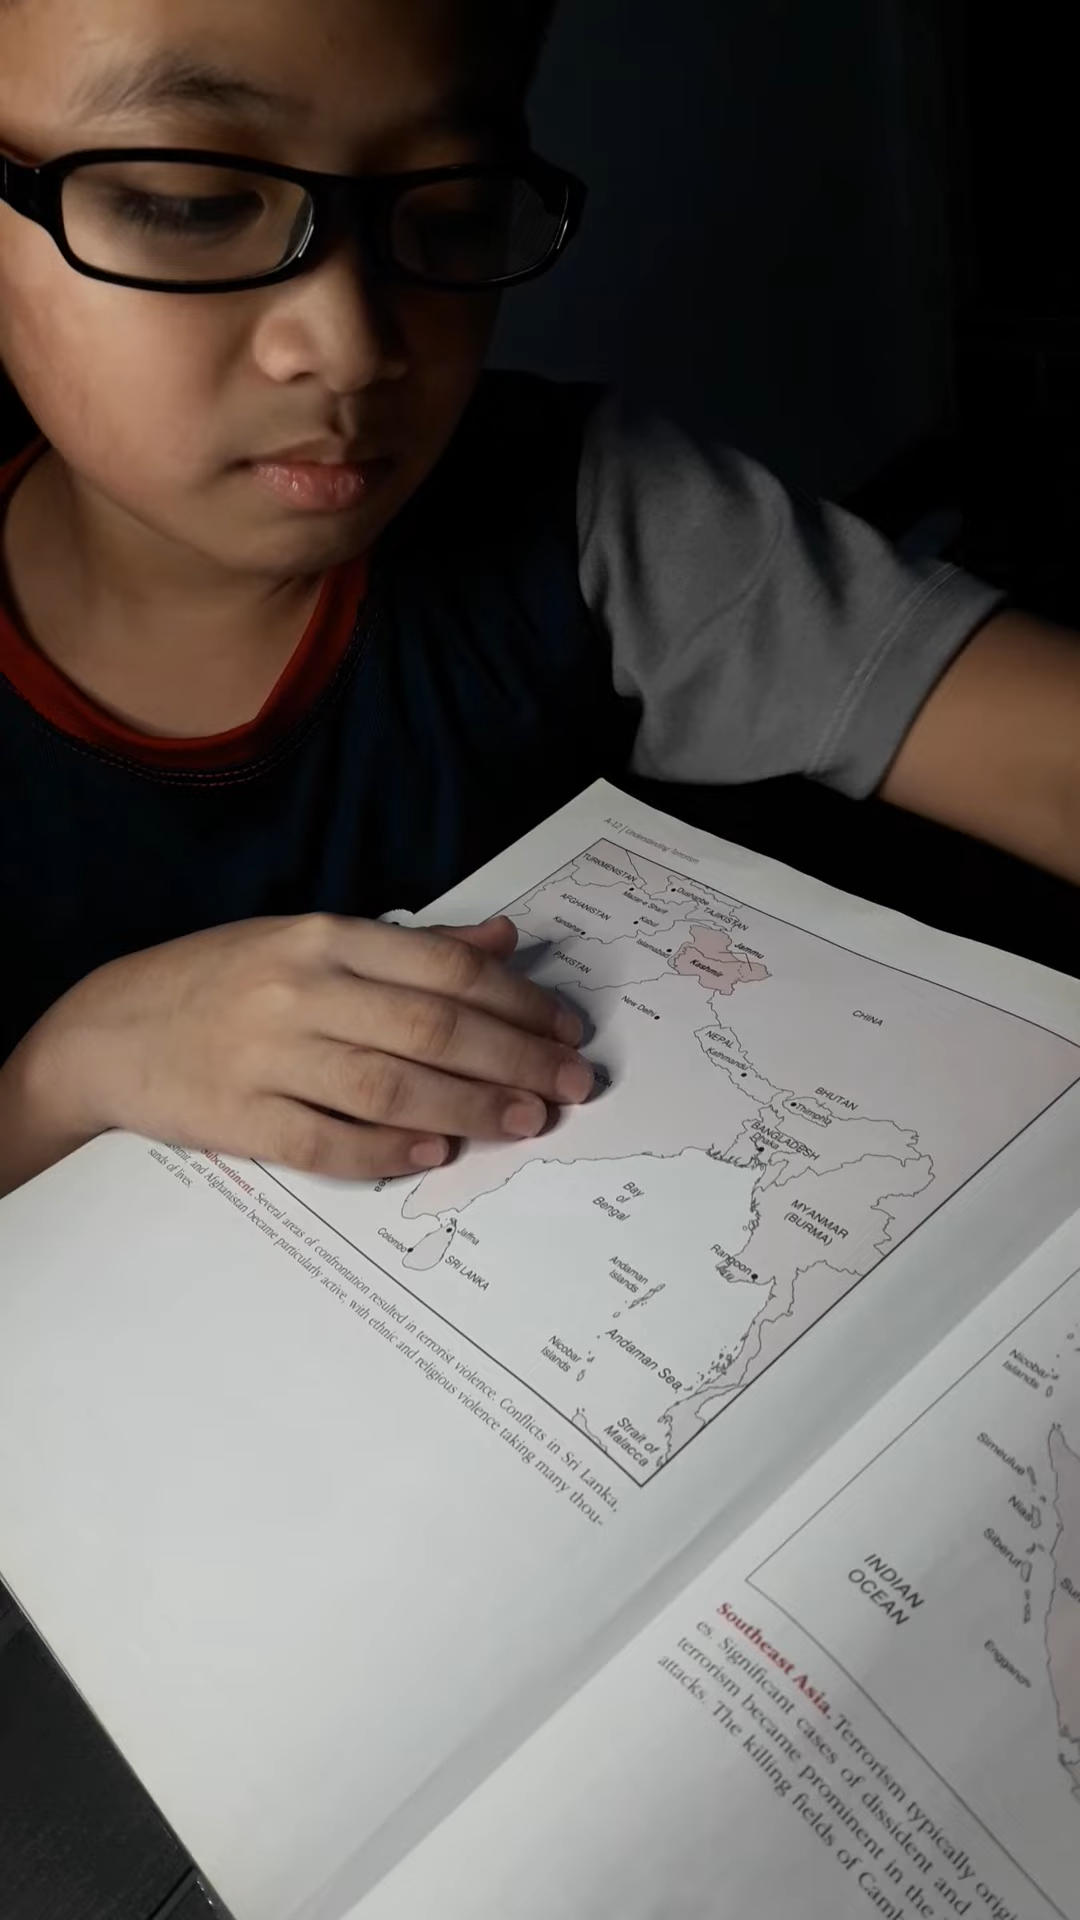 A-12 | Understanding Terrorism
TURKMENISTAN
Dushanbe
TAJIKISTAN
Mazar-e Sharif
AFGHANISTAN
Kabul
Kandahar
Islamabad
Jammu
Kashmir
PAKISTAN
New Delhi
CHINA
NEPAL
Kathmandu
BHUTAN
Thimphu
BANGLADESH
Dhaka
MYANMAR
(BURMA)
Bay
of
Bengal
Rangoon
Jaffna
Colombo
SRI LANKA
Andaman
Islands
Andaman Sea
Nicobar
Islands
Strait of
Malacca
Subcontinent. Several areas of confrontation resulted in terrorist violence. Conflicts in Sri Lanka,
and Afghanistan became particularly active, with ethnic and religious violence taking many thou-
sands of lives.
Nicobar
Islands
Simeulue
Nias
Siberut
Enggano
INDIAN
OCEAN
Southeast Asia. Terrorism typically
es. Significant cases of dissident and
terrorism became prominent in the
attacks. The killing fields of